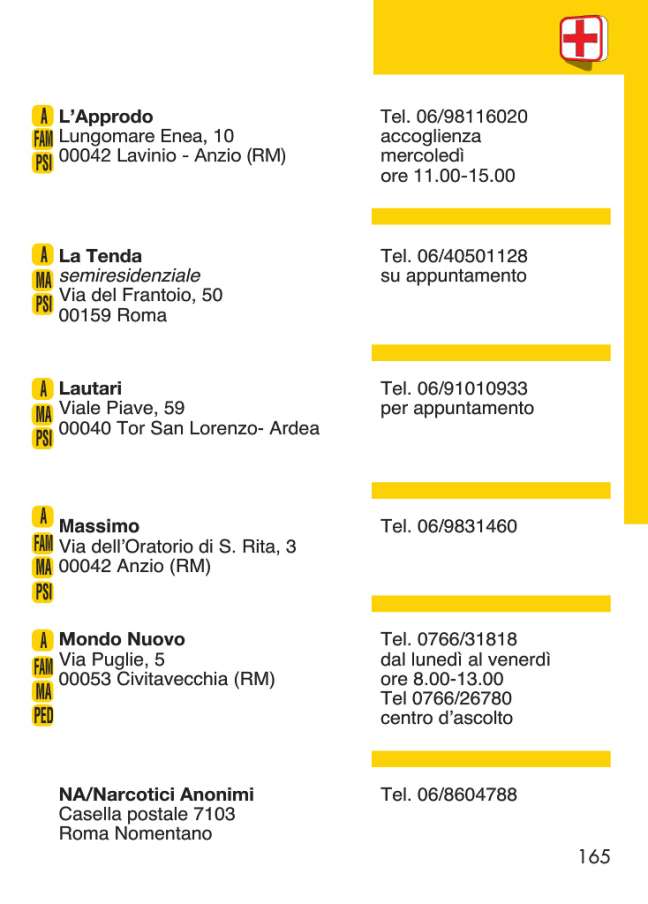 A
FAM
PSI
L'Approdo
Lungomare Enea, 10
00042 Lavinio - Anzio (RM)
Tel. 06/98116020
accoglienza
mercoledì
ore 11.00-15.00
A
MA
PSI
La Tenda
semiresidenziale
Via del Frantoio, 50
00159 Roma
Tel. 06/40501128
su appuntamento
A
MA
PSI
Lautari
Viale Piave, 59
00040 Tor San Lorenzo- Ardea
Tel. 06/91010933
per appuntamento
A
FAM
MA
PSI
Massimo
Via dell'Oratorio di S. Rita, 3
00042 Anzio (RM)
Tel. 06/9831460
A
FAM
MA
PED
Mondo Nuovo
Via Puglie, 5
00053 Civitavecchia (RM)
Tel. 0766/31818
dal lunedì al venerdì
ore 8.00-13.00
Tel 0766/26780
centro d'ascolto
NA/Narcotici Anonimi
Casella postale 7103
Roma Nomentano
Tel. 06/8604788
165